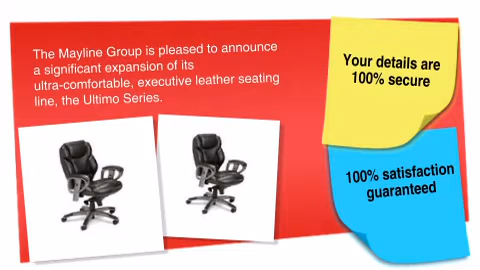 The Mayline Group is pleased to announce
a significant expansion of its
ultra-comfortable, executive leather seating
line, the Ultimo Series.
Your details are
100% secure
100% satisfaction
guaranteed